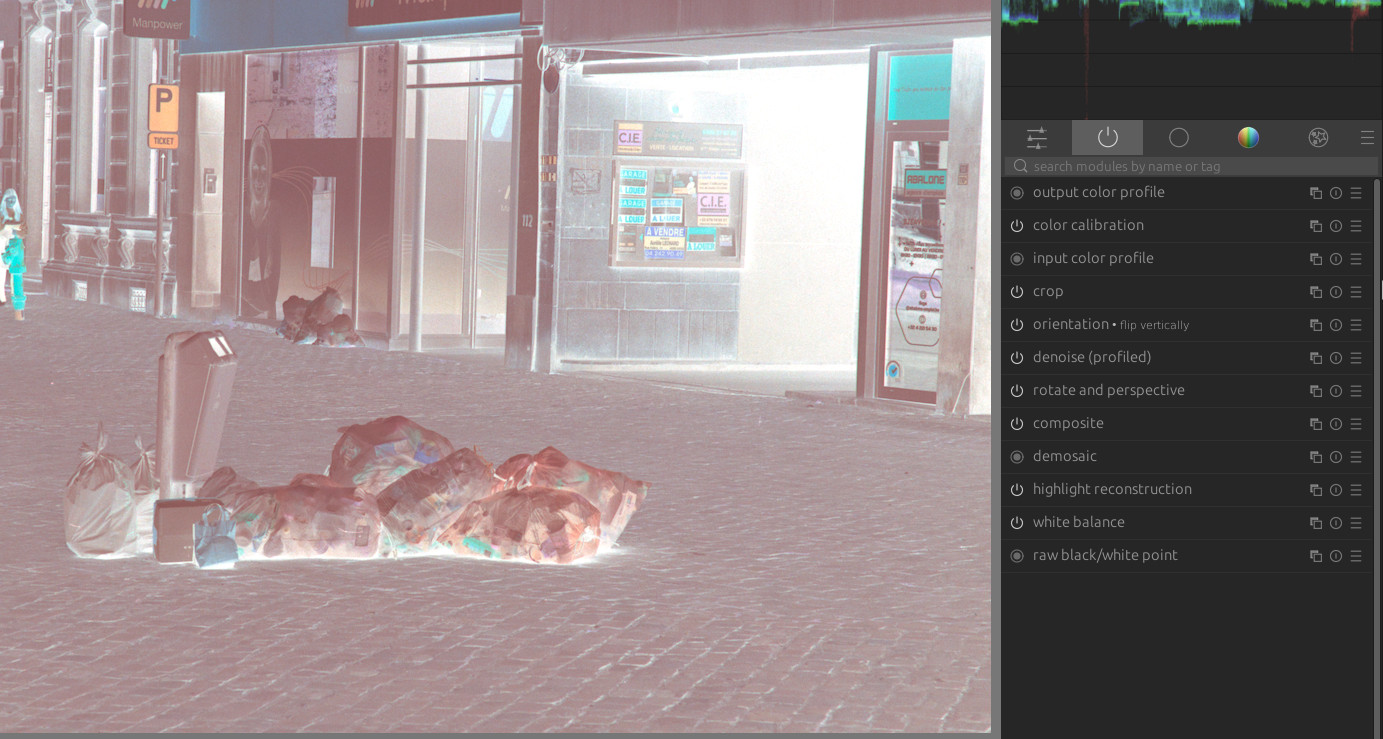 Manpower
P
TICKET
112
C.I.E.
VENTE - LOCATION
GARAGE
A LOUER
GARAGE
A LOUER
A LOUER
C.I.E.
A VENDRE
A LOUER
ABALONE
search modules by name or tag
output color profile
color calibration
input color profile
crop
orientation • flip vertically
denoise (profiled)
rotate and perspective
composite
demosaic
highlight reconstruction
white balance
raw black/white point